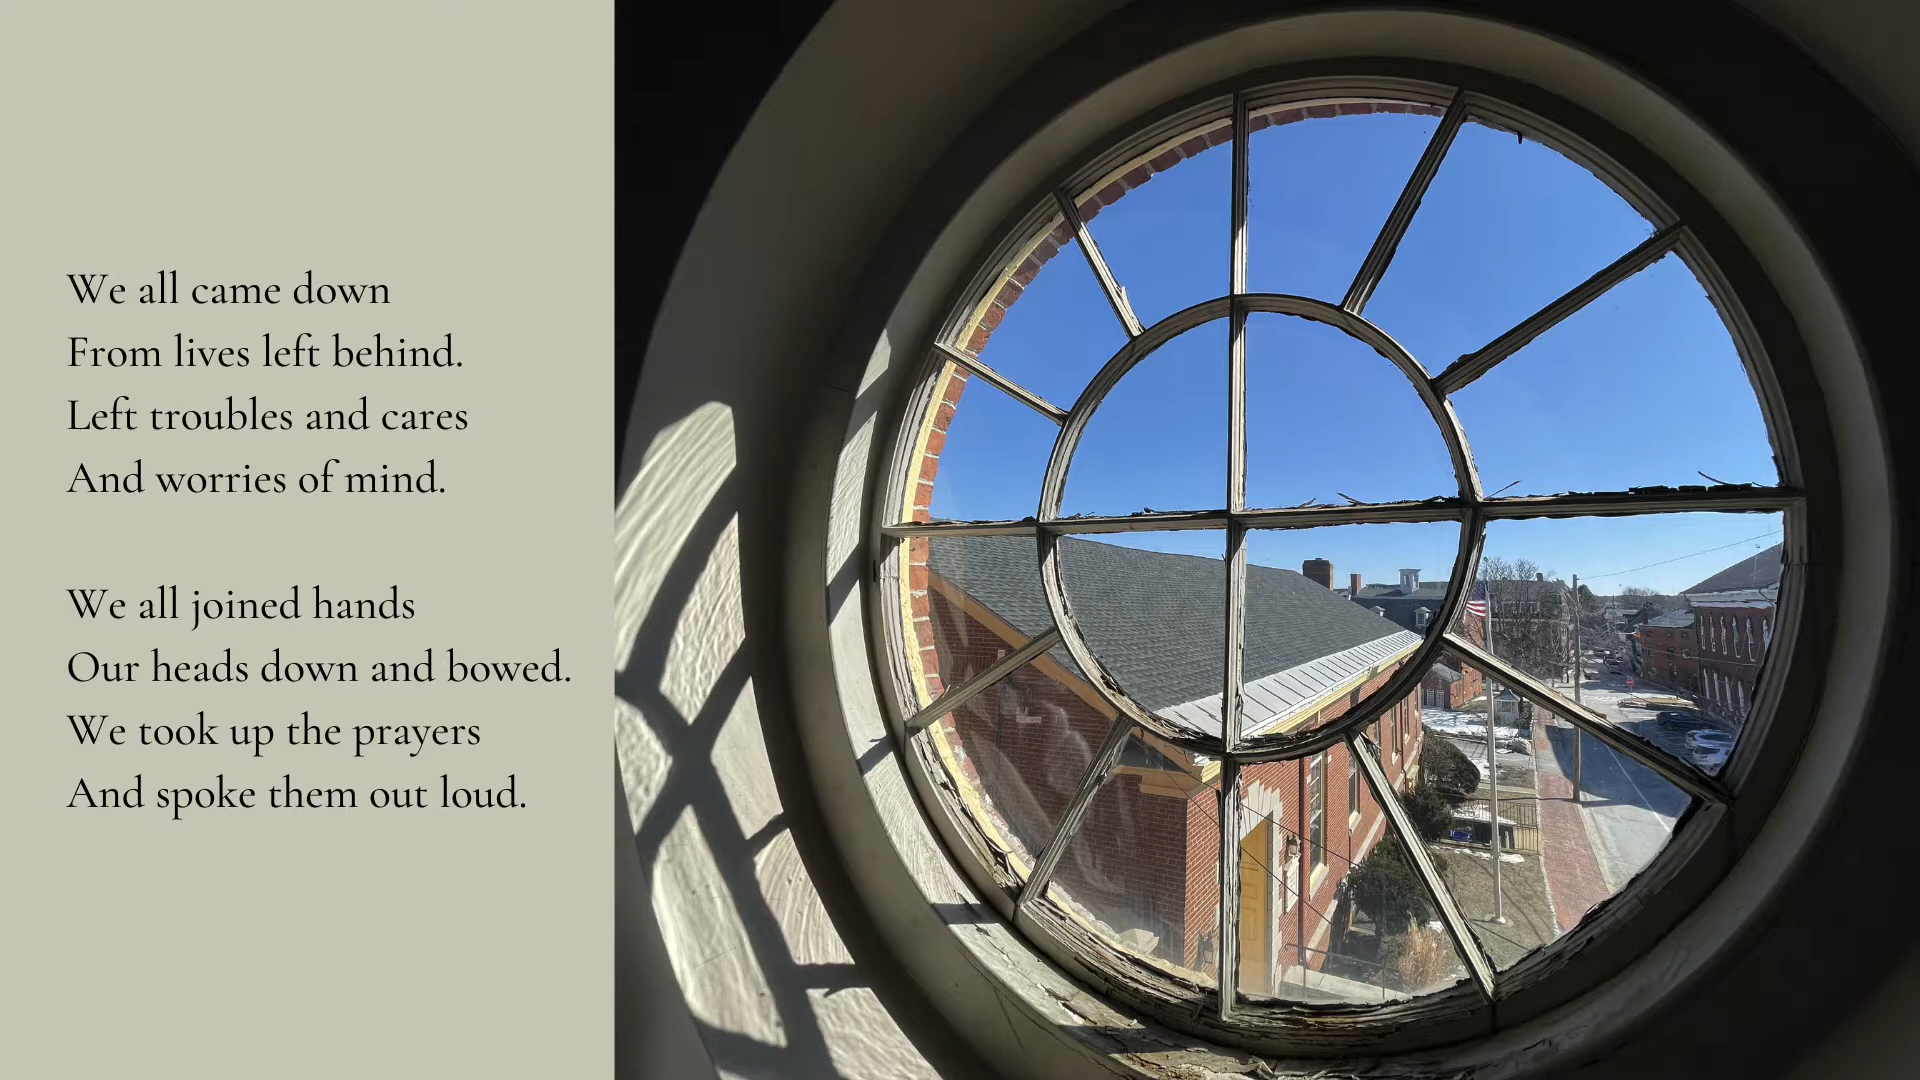 We all came down
From lives left behind.
Left troubles and cares
And worries of mind.
We all joined hands
Our heads down and bowed.
We took up the prayers
And spoke them out loud.